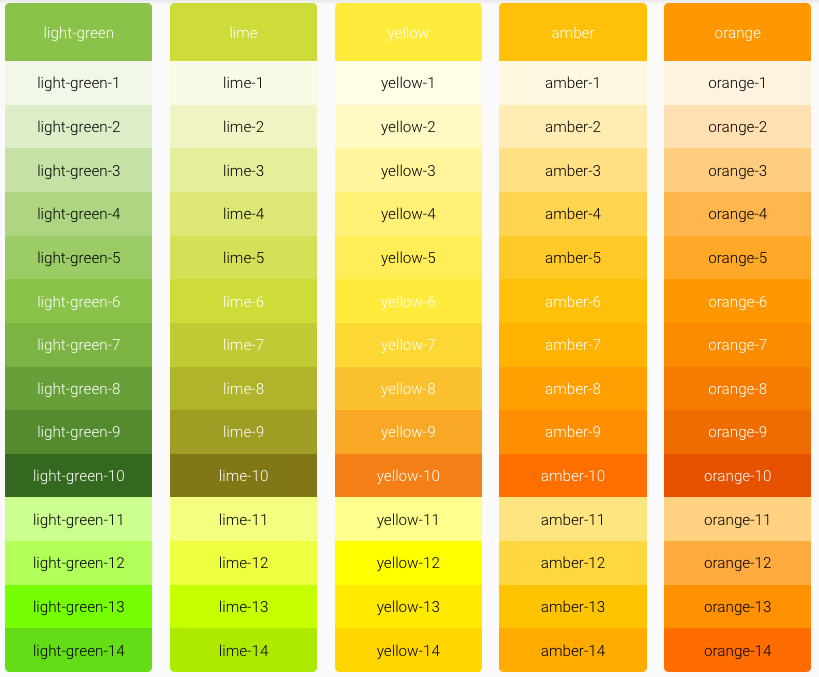 light-green lime yellow amber orange
light-green-1 lime-1 yellow-1 amber-1 orange-1
light-green-2 lime-2 yellow-2 amber-2 orange-2
light-green-3 lime-3 yellow-3 amber-3 orange-3
light-green-4 lime-4 yellow-4 amber-4 orange-4
light-green-5 lime-5 yellow-5 amber-5 orange-5
light-green-6 lime-6 yellow-6 amber-6 orange-6
light-green-7 lime-7 yellow-7 amber-7 orange-7
light-green-8 lime-8 yellow-8 amber-8 orange-8
light-green-9 lime-9 yellow-9 amber-9 orange-9
light-green-10 lime-10 yellow-10 amber-10 orange-10
light-green-11 lime-11 yellow-11 amber-11 orange-11
light-green-12 lime-12 yellow-12 amber-12 orange-12
light-green-13 lime-13 yellow-13 amber-13 orange-13
light-green-14 lime-14 yellow-14 amber-14 orange-14